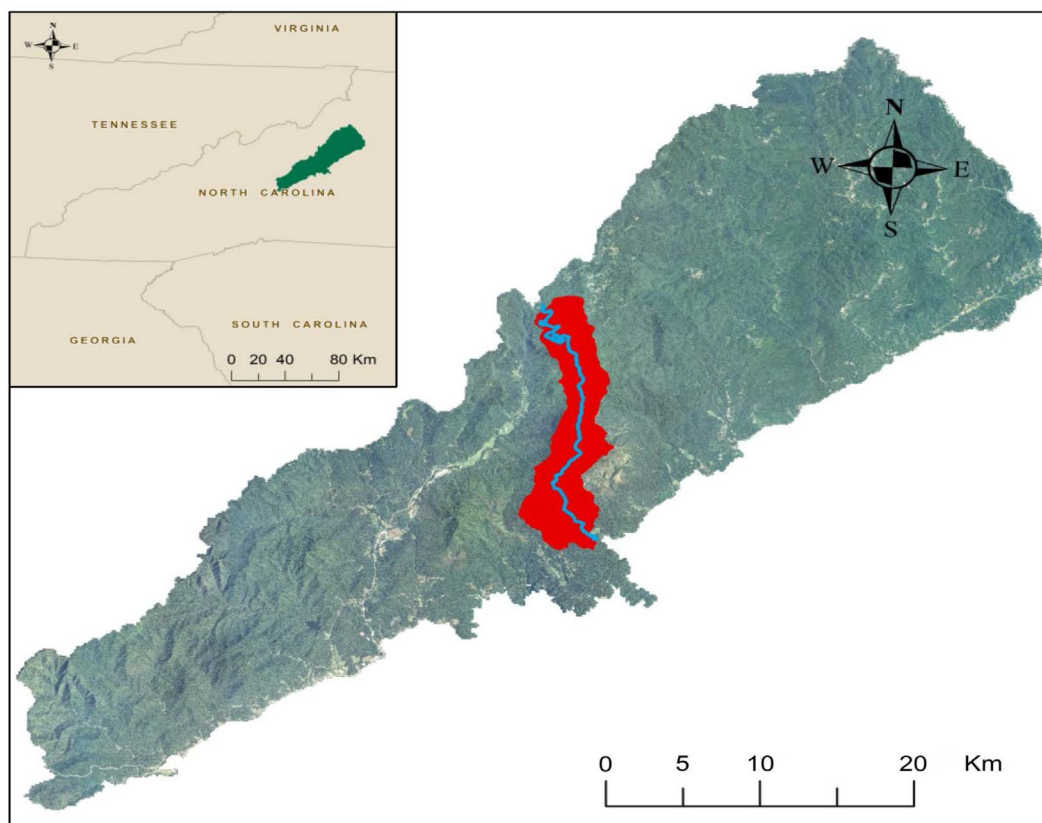 N
W E
S
VIRGINIA
TENNESSEE
NORTH CAROLINA
SOUTH CAROLINA
GEORGIA
0 20 40 80 Km
N
W E
S
0 5 10 20 Km